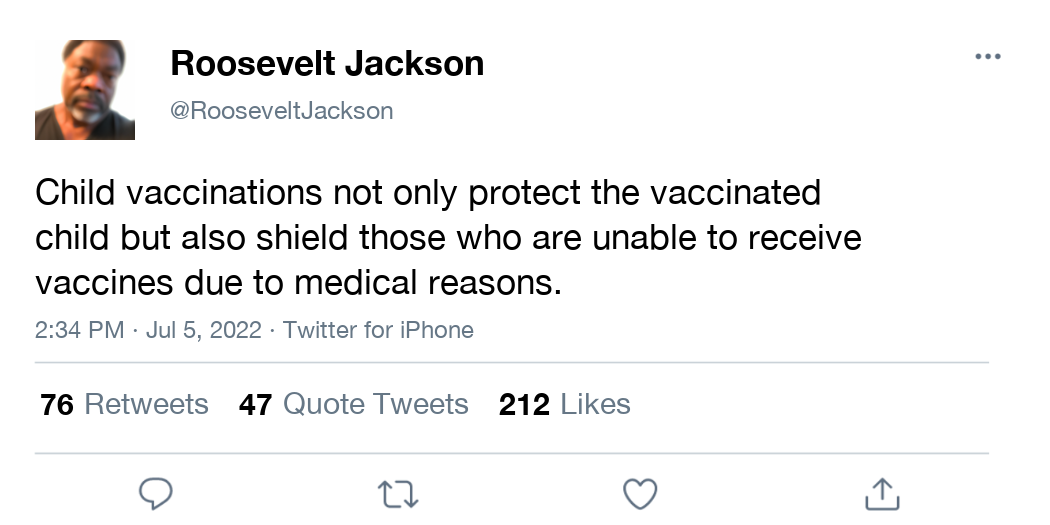 Roosevelt Jackson
@RooseveltJackson
Child vaccinations not only protect the vaccinated
child but also shield those who are unable to receive
vaccines due to medical reasons.
2:34 PM · Jul 5, 2022 · Twitter for iPhone
76 Retweets 47 Quote Tweets 212 Likes